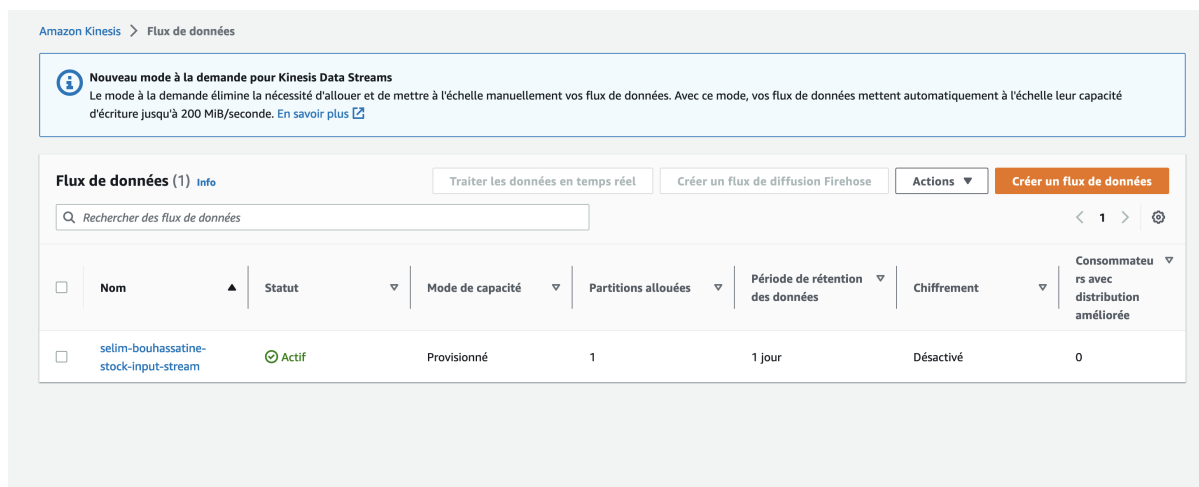 Amazon Kinesis > Flux de données
Nouveau mode à la demande pour Kinesis Data Streams
Le mode à la demande élimine la nécessité d'allouer et de mettre à l'échelle manuellement vos flux de données. Avec ce mode, vos flux de données mettent automatiquement à l'échelle leur capacité
d'écriture jusqu'à 200 MiB/seconde. En savoir plus
Flux de données (1) Info
Traiter les données en temps réel
Créer un flux de diffusion Firehose
Actions
Créer un flux de données
Rechercher des flux de données
1
Nom
Statut
Mode de capacité
Partitions allouées
Période de rétention
des données
Chiffrement
Consommateu
rs avec
distribution
améliorée
selim-bouhassatine-
stock-input-stream
Actif
Provisionné
1
1 jour
Désactivé
0